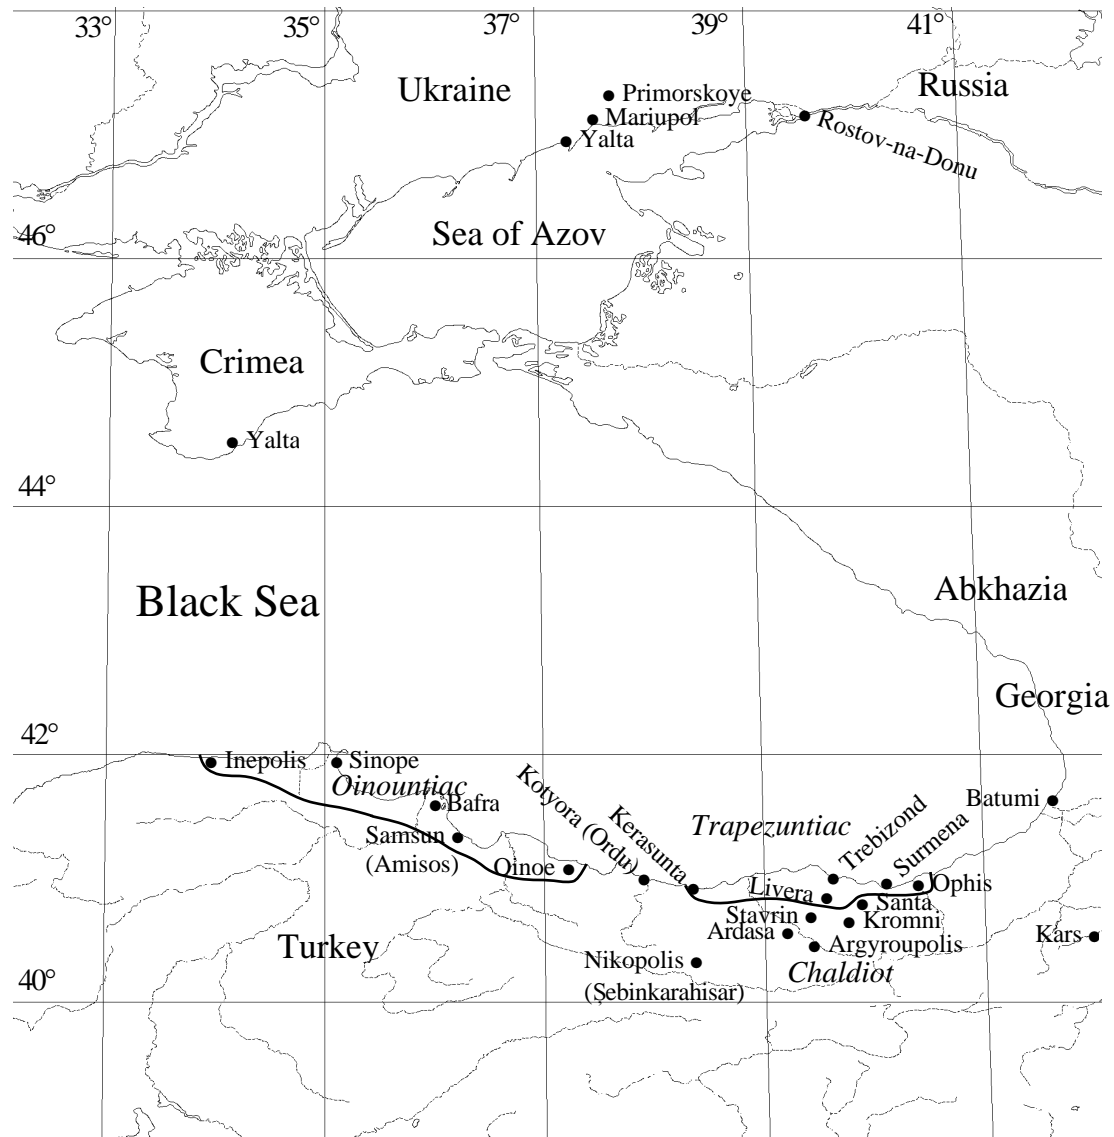 33°
35°
37°
39°
41°
Ukraine
Russia
Primorskoye
Mariupol
Yalta
Rostov-na-Donu
46°
Sea of Azov
Crimea
Yalta
44°
Black Sea
Abkhazia
Georgia
42°
Inepolis
Sinope
Oinountiac
Bafra
Samsun
(Amisos)
Oinoe
Kotyora (Ordu)
Kerasunta
Trapezuntiac
Trebizond
Surmena
Batumi
Ophis
Livera
Santa
Stavrin
Kromni
Ardasa
Argyroupolis
Kars
Turkey
Nikopolis
(Şebinkarahisar)
Chaldiot
40°